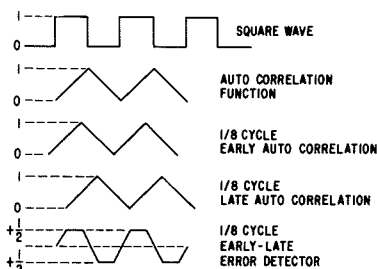 1
0
SQUARE WAVE
1
0
AUTO CORRELATION
FUNCTION
1
0
1/8 CYCLE
EARLY AUTO CORRELATION
1
0
1/8 CYCLE
LATE AUTO CORRELATION
+1/2
+1/2
1/8 CYCLE
EARLY-LATE
ERROR DETECTOR